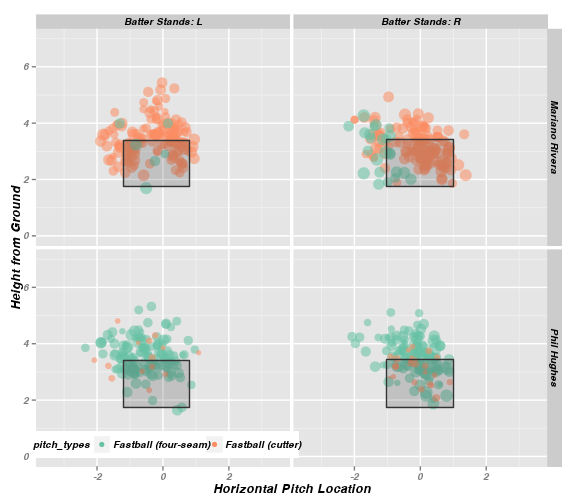 Batter Stands: L
Batter Stands: R
6
4
2
0
Mariano Rivera
Height from Ground
6
4
2
0
Phil Hughes
pitch_types
Fastball (four-seam)
Fastball (cutter)
-2
0
2
-2
0
2
Horizontal Pitch Location